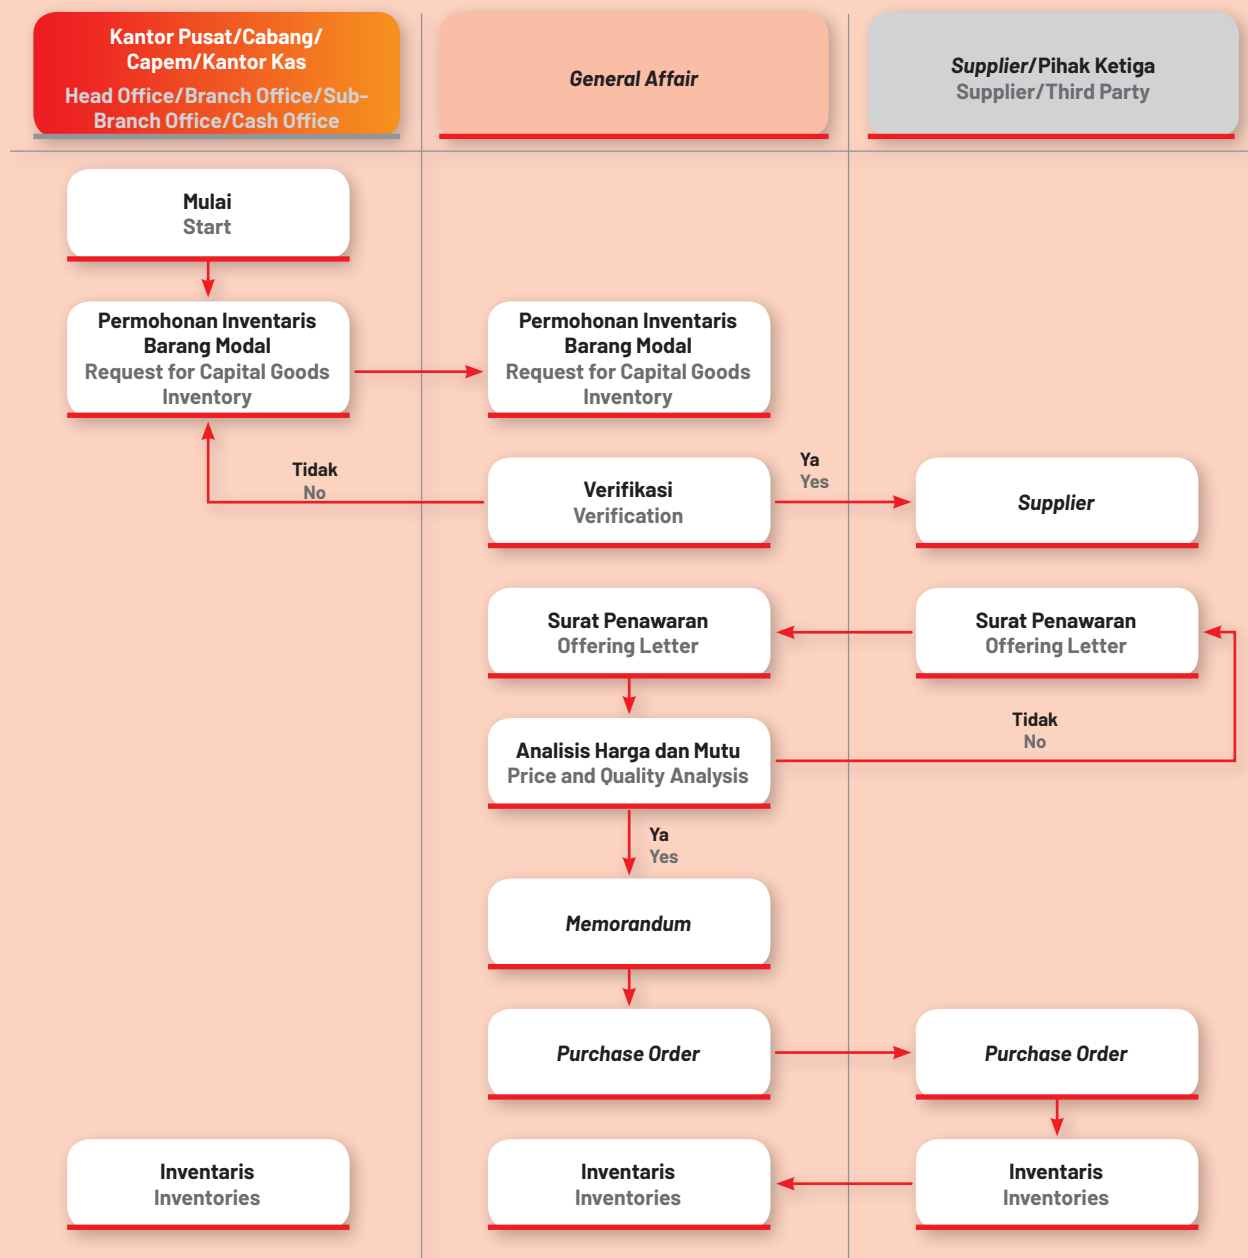 Kantor Pusat/Cabang/
Capem/Kantor Kas
Head Office/Branch Office/Sub-
Branch Office/Cash Office
General Affair
Supplier/Pihak Ketiga
Supplier/Third Party
Mulai
Start
Permohonan Inventaris
Barang Modal
Request for Capital Goods
Inventory
Permohonan Inventaris
Barang Modal
Request for Capital Goods
Inventory
Tidak
No
Verifikasi
Verification
Ya
Yes
Supplier
Surat Penawaran
Offering Letter
Surat Penawaran
Offering Letter
Analisis Harga dan Mutu
Price and Quality Analysis
Tidak
No
Ya
Yes
Memorandum
Purchase Order
Purchase Order
Inventaris
Inventories
Inventaris
Inventories
Inventaris
Inventories